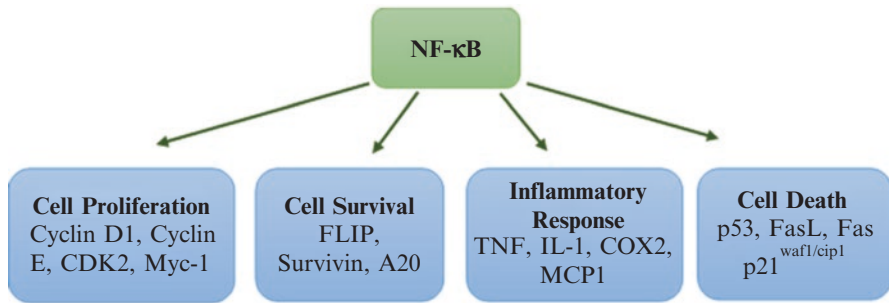 NF-κB
Cell Proliferation
Cyclin D1, Cyclin
E, CDK2, Myc-1
Cell Survival
FLIP,
Survivin, A20
Inflammatory
Response
TNF, IL-1, COX2,
MCP1
Cell Death
p53, FasL, Fas
p21waf1/cip1